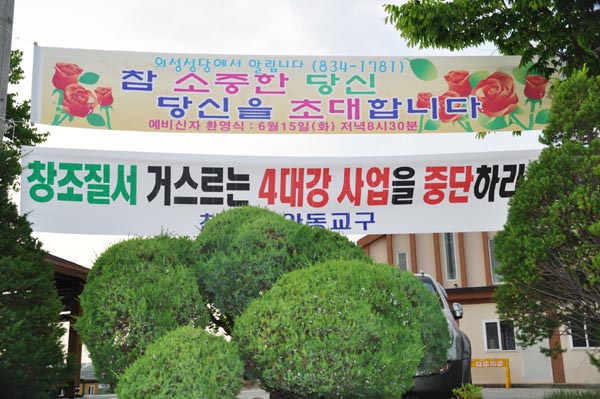 의성성당에서 알립니다 (834-1781)
참 소중한 당신
당신을 초대합니다
예비신자 환영식 : 6월15일(화) 저녁8시30분
창조질서 거스르는 4대강 사업을 중단하라
안동교구